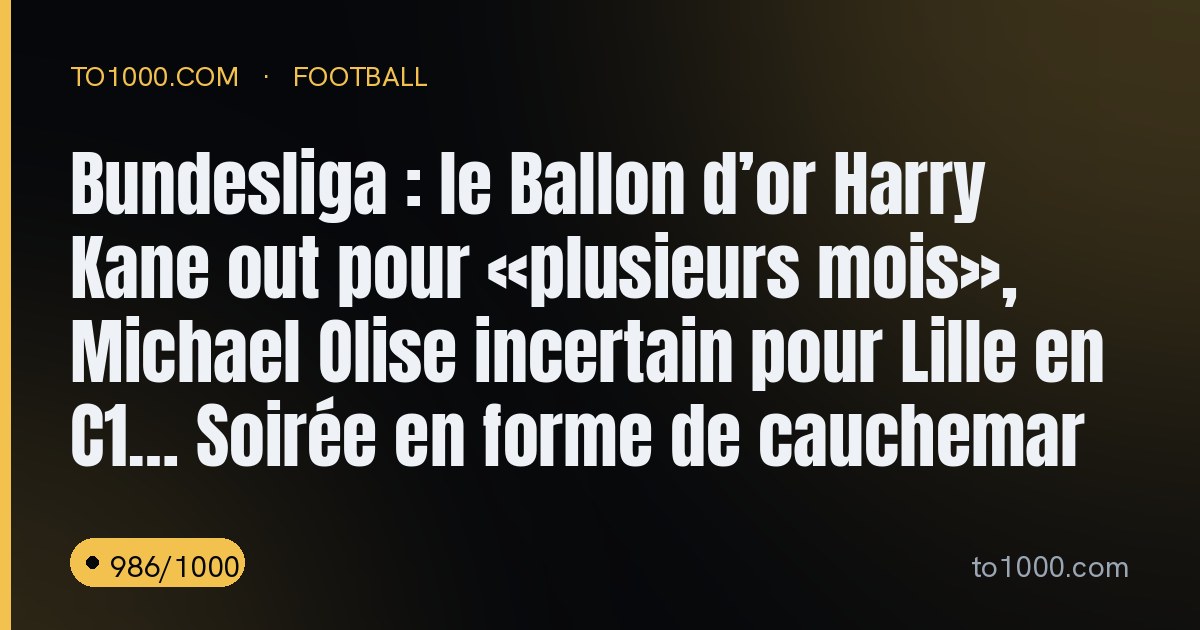 TO1000.COM · FOOTBALL
Bundesliga : le Ballon d’or Harry
Kane out pour «plusieurs mois»,
Michael Olise incertain pour Lille en
C1... Soirée en forme de cauchemar
986/1000
to1000.com